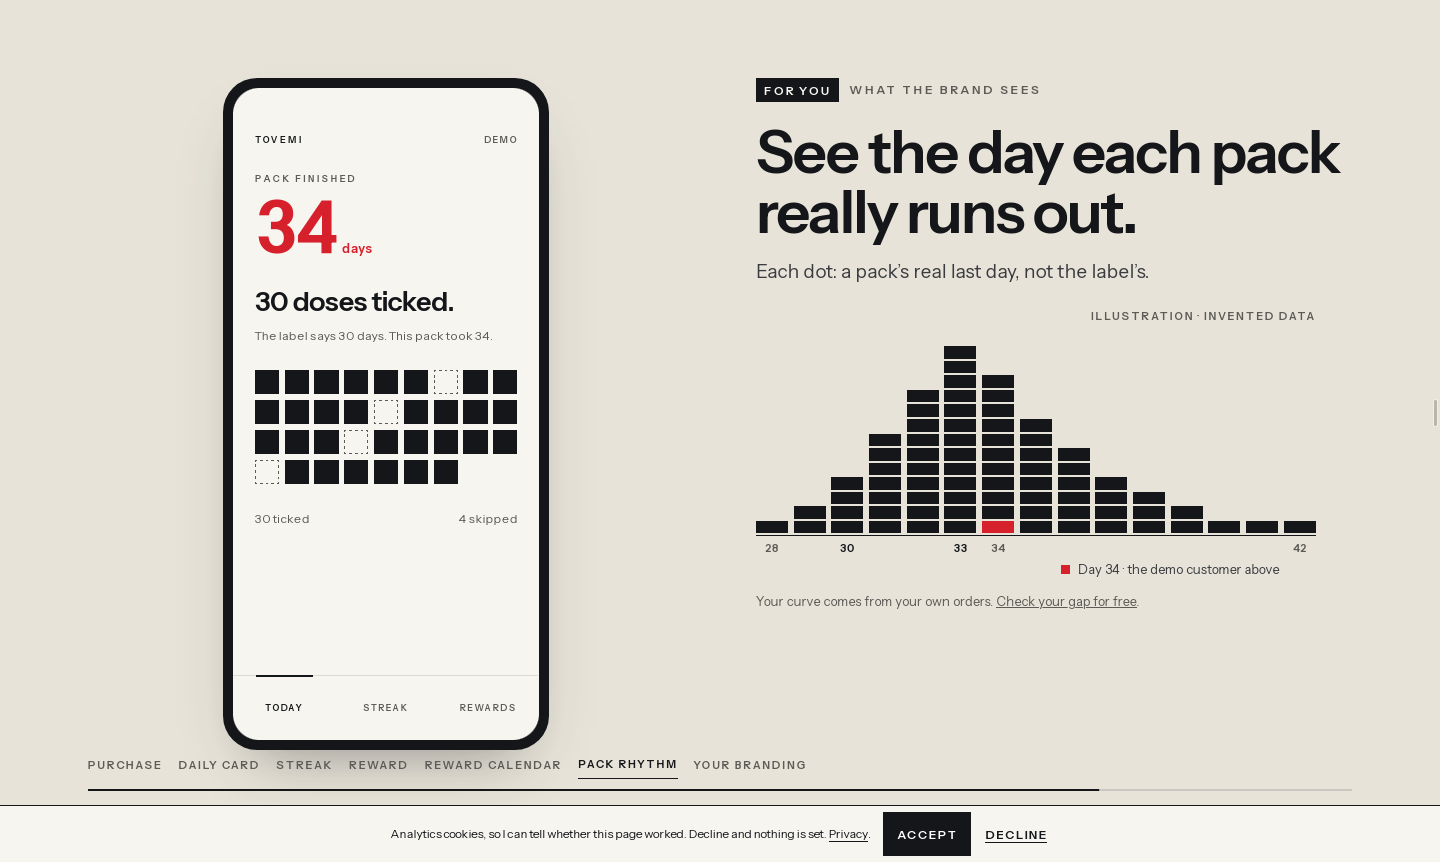 TOVEMI
DEMO
PACK FINISHED
34 days
30 doses ticked.
The label says 30 days. This pack took 34.
30 ticked
4 skipped
TODAY
STREAK
REWARDS
FOR YOU
WHAT THE BRAND SEES
See the day each pack
really runs out.
Each dot: a pack’s real last day, not the label’s.
ILLUSTRATION · INVENTED DATA
28
30
33
34
42
Day 34 · the demo customer above
Your curve comes from your own orders. Check your gap for free.
PURCHASE
DAILY CARD
STREAK
REWARD
REWARD CALENDAR
PACK RHYTHM
YOUR BRANDING
Analytics cookies, so I can tell whether this page worked. Decline and nothing is set. Privacy.
ACCEPT
DECLINE